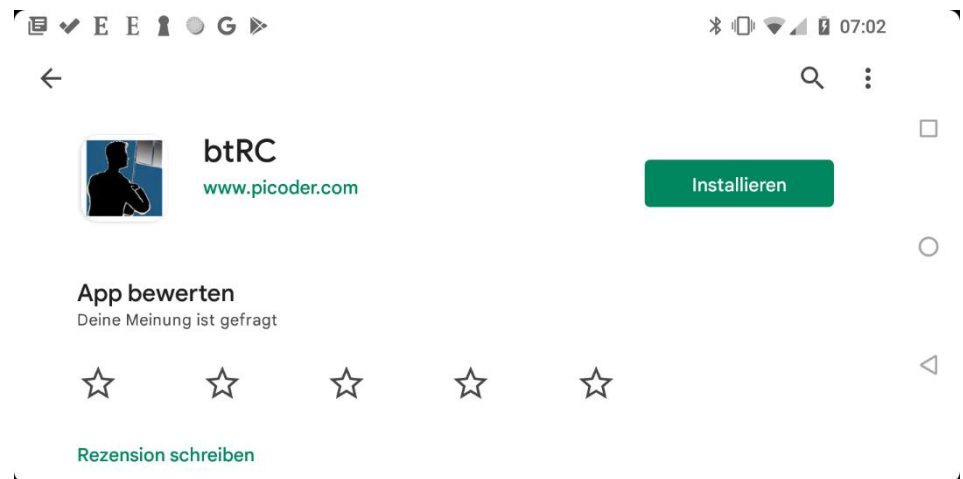 E E G 07:02
btRC
www.picoder.com
Installieren
App bewerten
Deine Meinung ist gefragt
Rezension schreiben